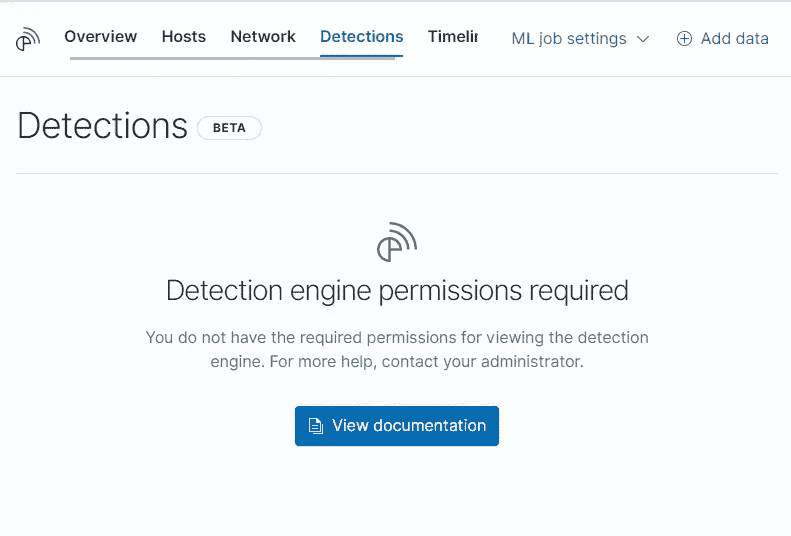 Overview Hosts Network Detections Timelin ML job settings Add data
Detections BETA
Detection engine permissions required
You do not have the required permissions for viewing the detection
engine. For more help, contact your administrator.
View documentation